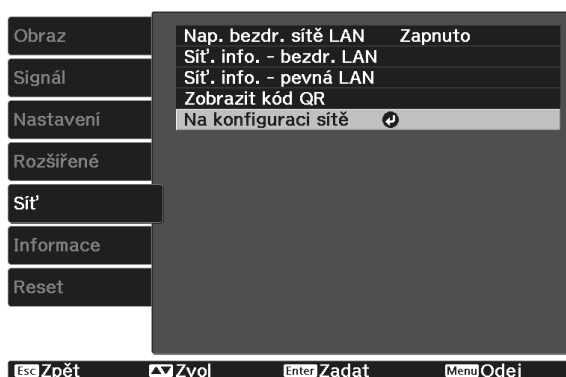 Obraz
Signál
Nastavení
Rozšířené
Síť
Informace
Reset
Nap. bezdr. sítě LAN Zapnuto
Síť. info. - bezdr. LAN
Síť. info. - pevná LAN
Zobrazit kód QR
Na konfiguraci sítě
Esc Zpět Zvol Enter Zadat Menu Odej